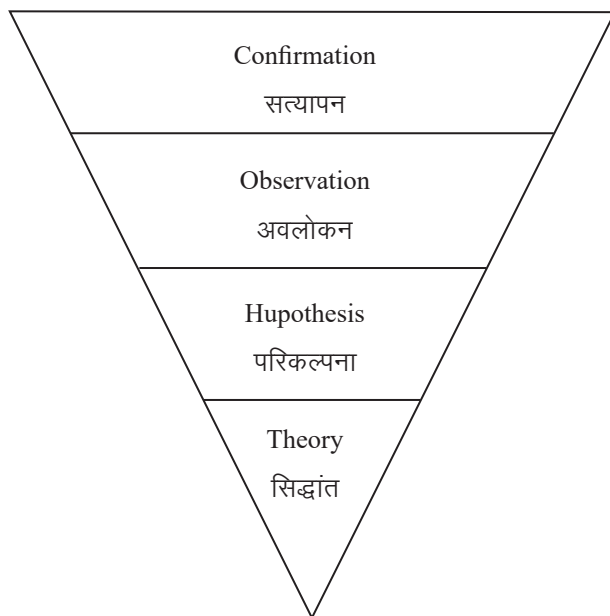 Confirmation
सत्यापन
Observation
अवलोकन
Hupothesis
परिकल्पना
Theory
सिद्धांत